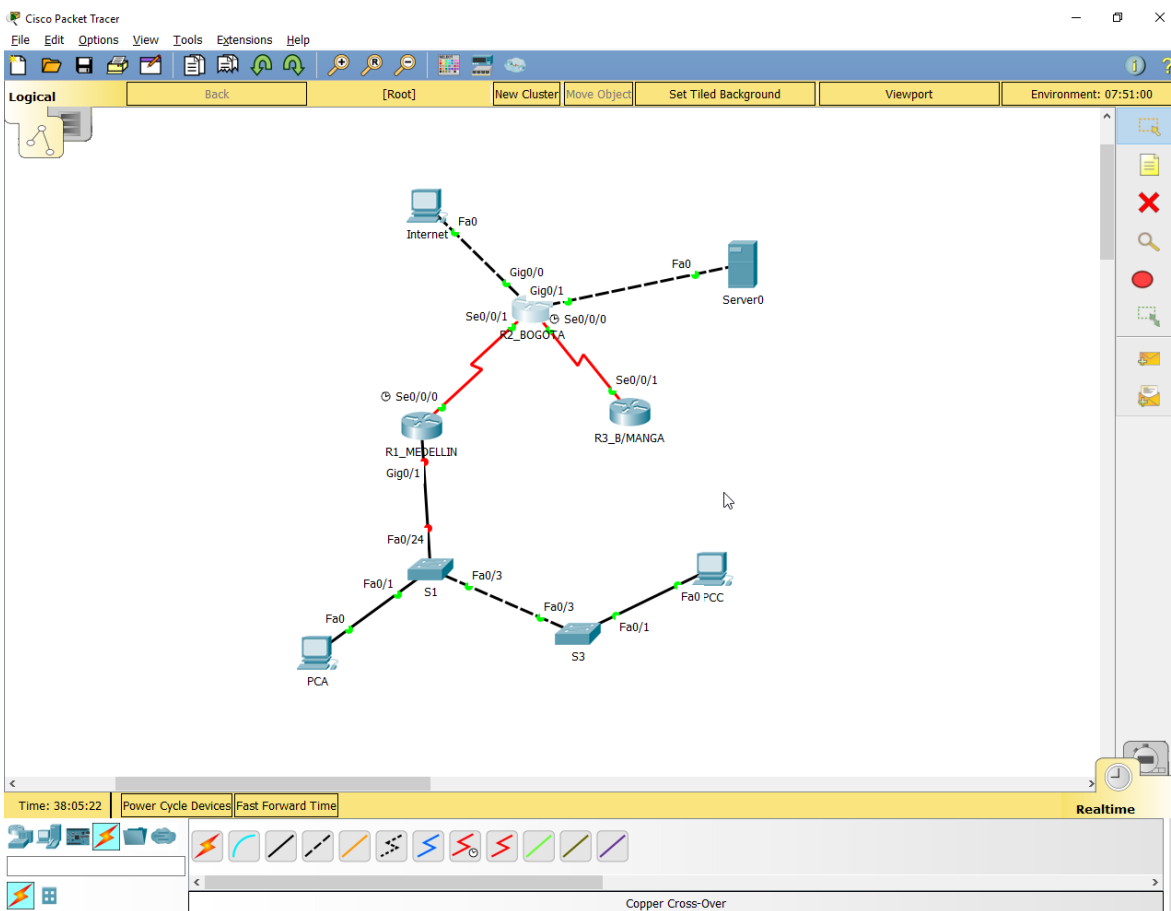 Cisco Packet Tracer
File Edit Options View Tools Extensions Help
Logical
Back
[Root]
New Cluster
Move Object
Set Tiled Background
Viewport
Environment: 07:51:00
Fa0
Internet
Gig0/0
Gig0/1
Fa0
Server0
Se0/0/1
Se0/0/0
R2_BOGOTA
Se0/0/1
Se0/0/0
R3_B/MANGA
R1_MEDELLIN
Gig0/1
Fa0/24
Fa0/1
S1
Fa0/3
Fa0
Fa0/3
Fa0 PCC
Fa0/1
S3
PCA
Time: 38:05:22
Power Cycle Devices
Fast Forward Time
Realtime
Copper Cross-Over